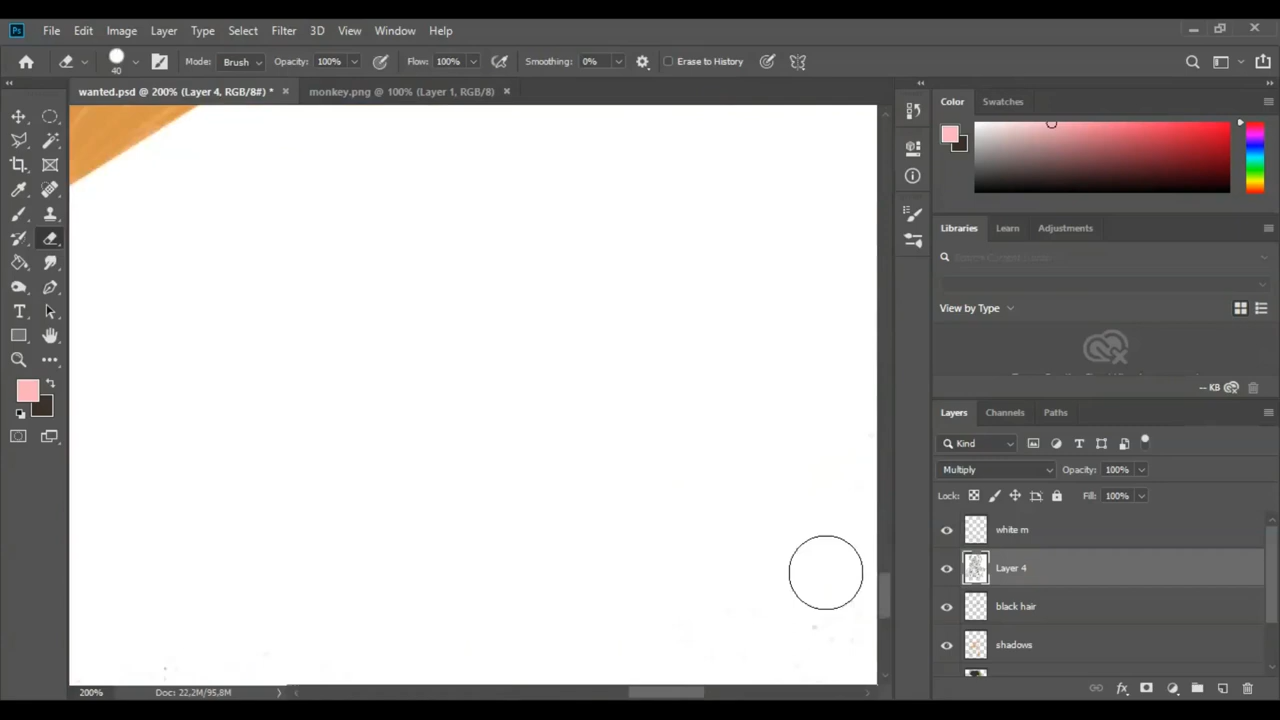 Ps File Edit Image Layer Type Select Filter 3D View Window Help
40 Mode: Brush Opacity: 100% Flow: 100% Smoothing: 0% Erase to History
wanted.psd @ 200% (Layer 4, RGB/8#) * monkey.png @ 100% (Layer 1, RGB/8)
Color Swatches
Libraries Learn Adjustments
View by Type
-- KB
Layers Channels Paths
Kind
Multiply Opacity: 100%
Lock: Fill: 100%
white m
Layer 4
black hair
shadows
200% Doc: 22,2M/95,8M